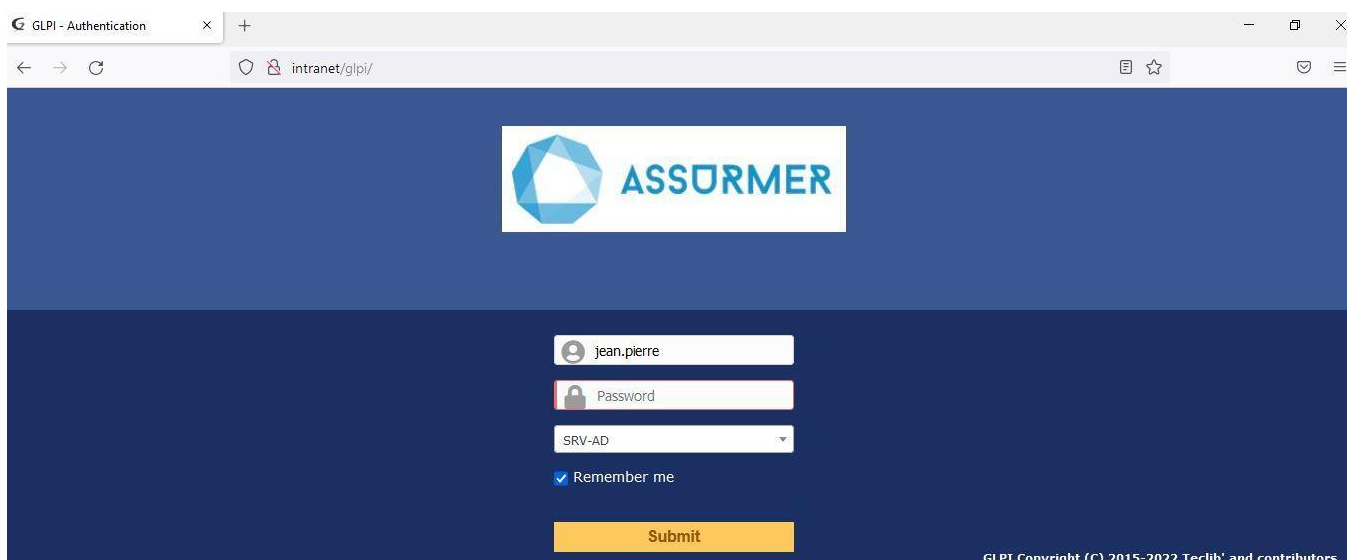 GLPI - Authentication
intranet/glpi/
ASSURMER
jean.pierre
Password
SRV-AD
Remember me
Submit
GLPI Copyright (C) 2015-2022 Teclib' and contributors